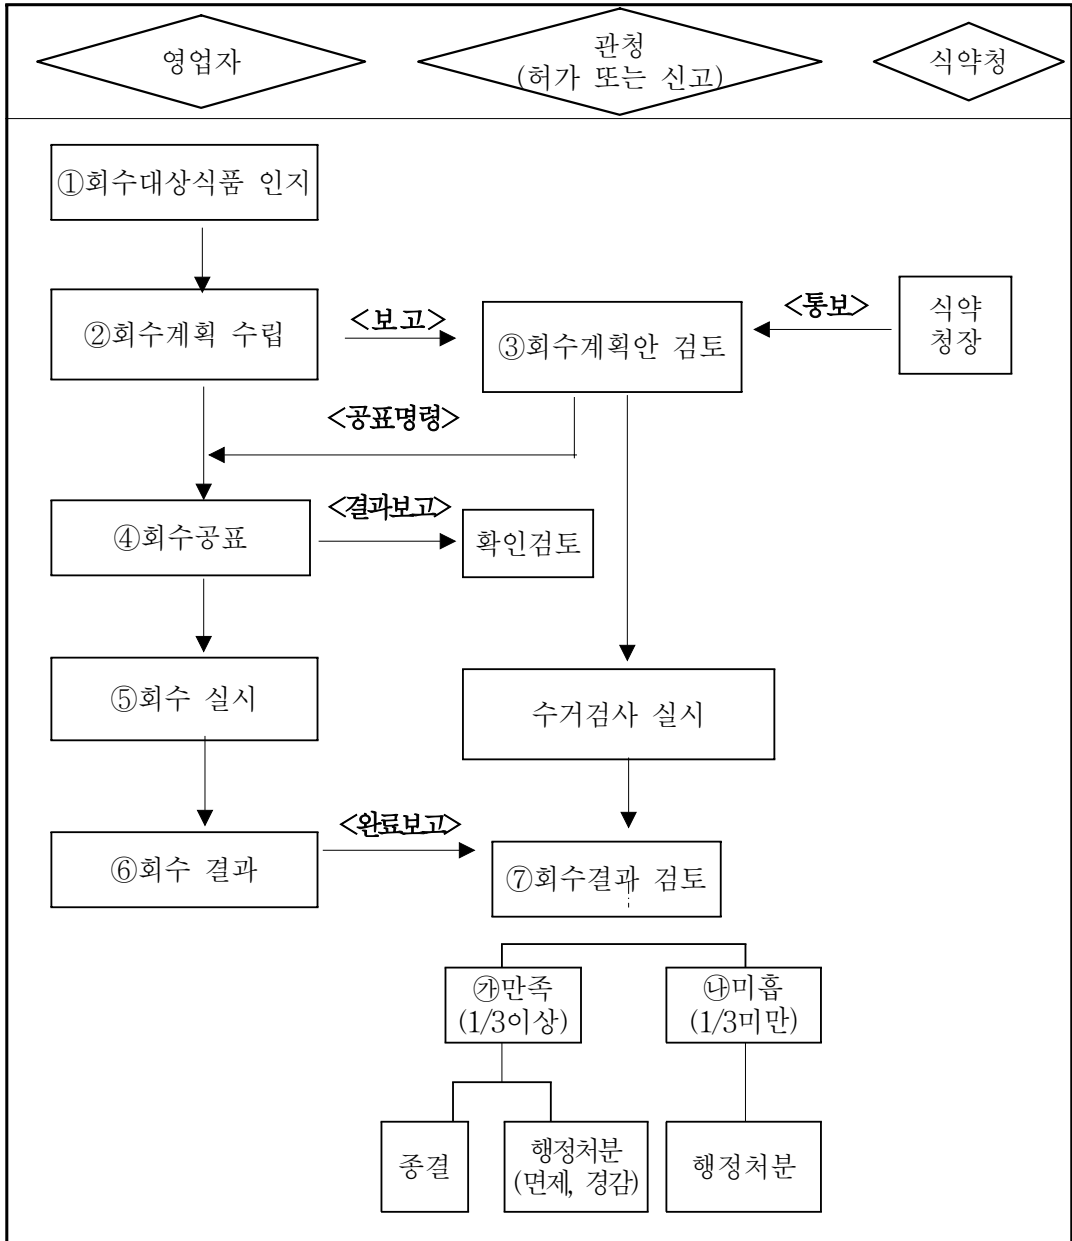 영업자
관청
(허가 또는 신고)
식약청
①회수대상식품 인지
②회수계획 수립
<보고>
③회수계획안 검토
<통보>
식약
청장
<공표명령>
④회수공표
<결과보고>
확인검토
⑤회수 실시
수거검사 실시
⑥회수 결과
<완료보고>
⑦회수결과 검토
㉮만족
(1/3이상)
㉯미흡
(1/3미만)
종결
행정처분
(면제, 경감)
행정처분